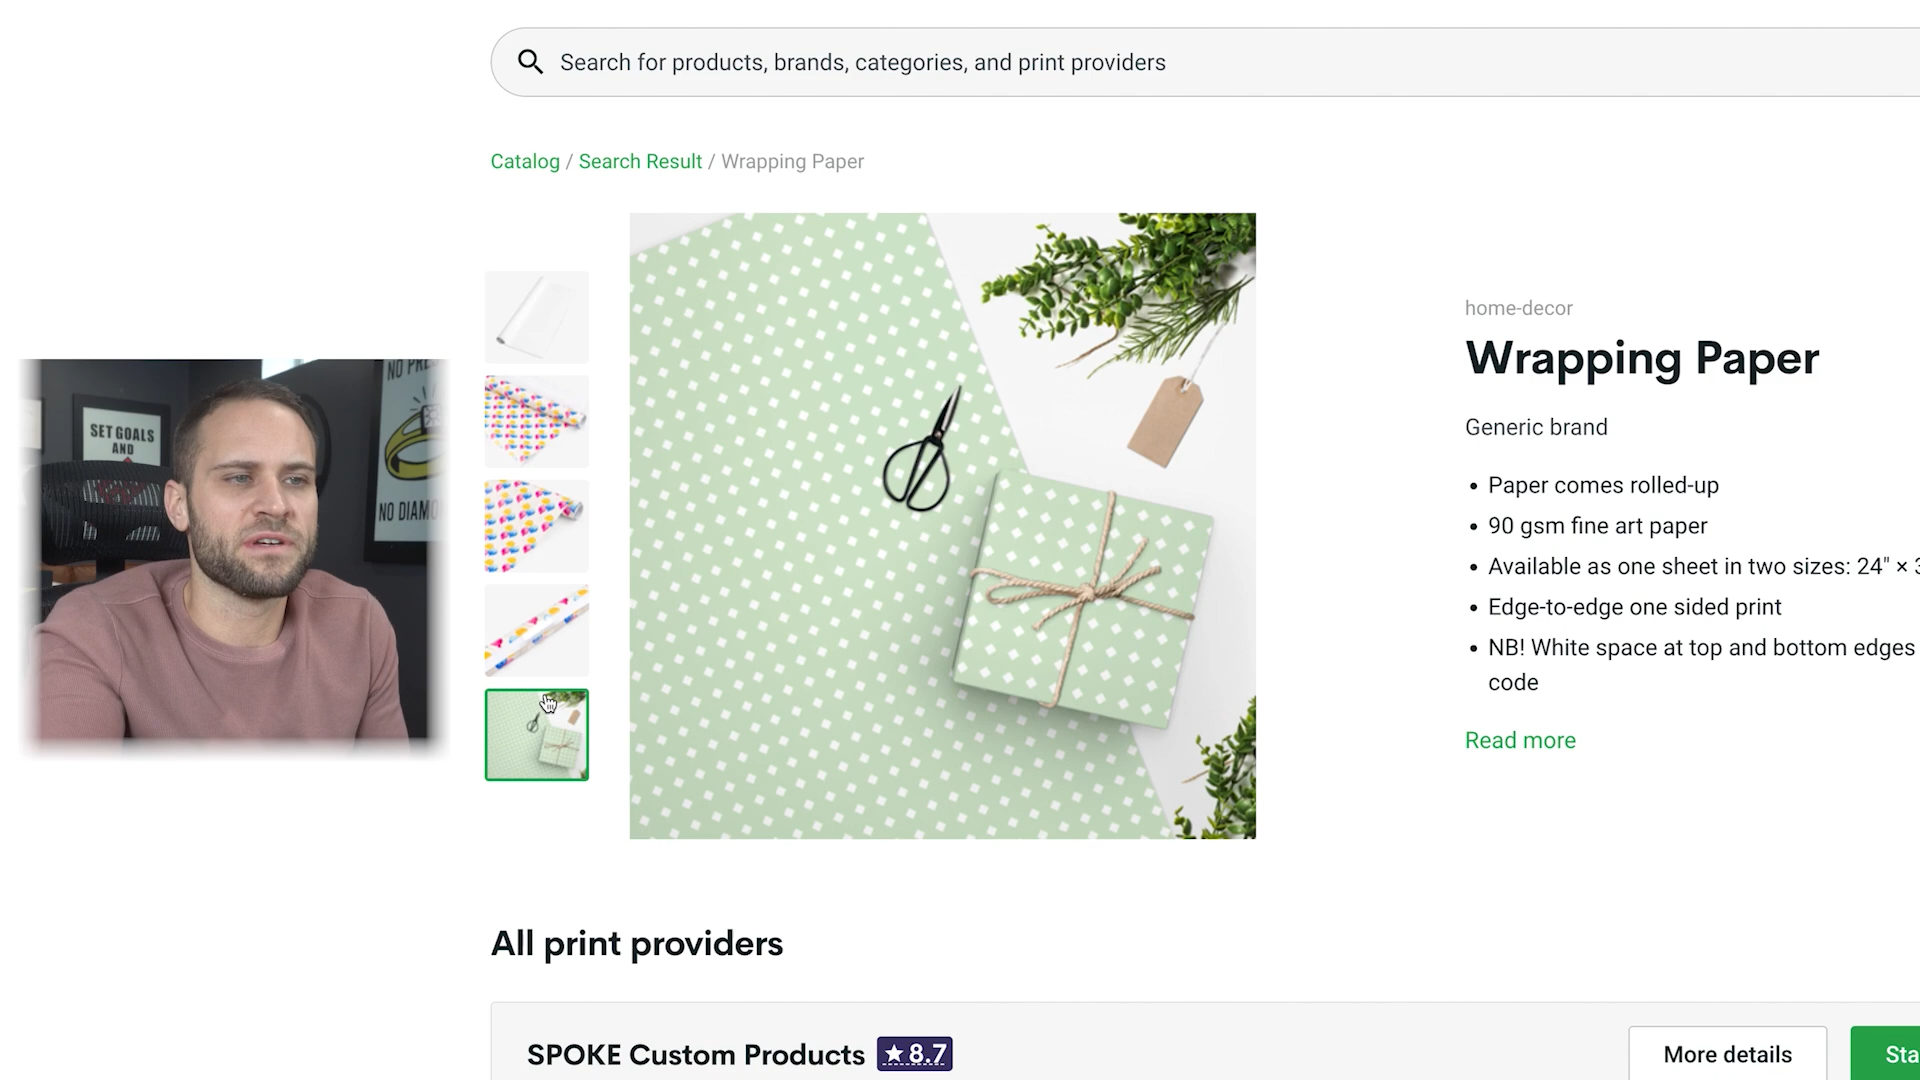 Search for products, brands, categories, and print providers
Catalog / Search Result / Wrapping Paper
home-decor
Wrapping Paper
Generic brand
• Paper comes rolled-up
• 90 gsm fine art paper
• Available as one sheet in two sizes: 24" ×
• Edge-to-edge one sided print
• NB! White space at top and bottom edges
code
Read more
SET GOALS
AND
NO
NO
All print providers
SPOKE Custom Products ★ 8.7
More details